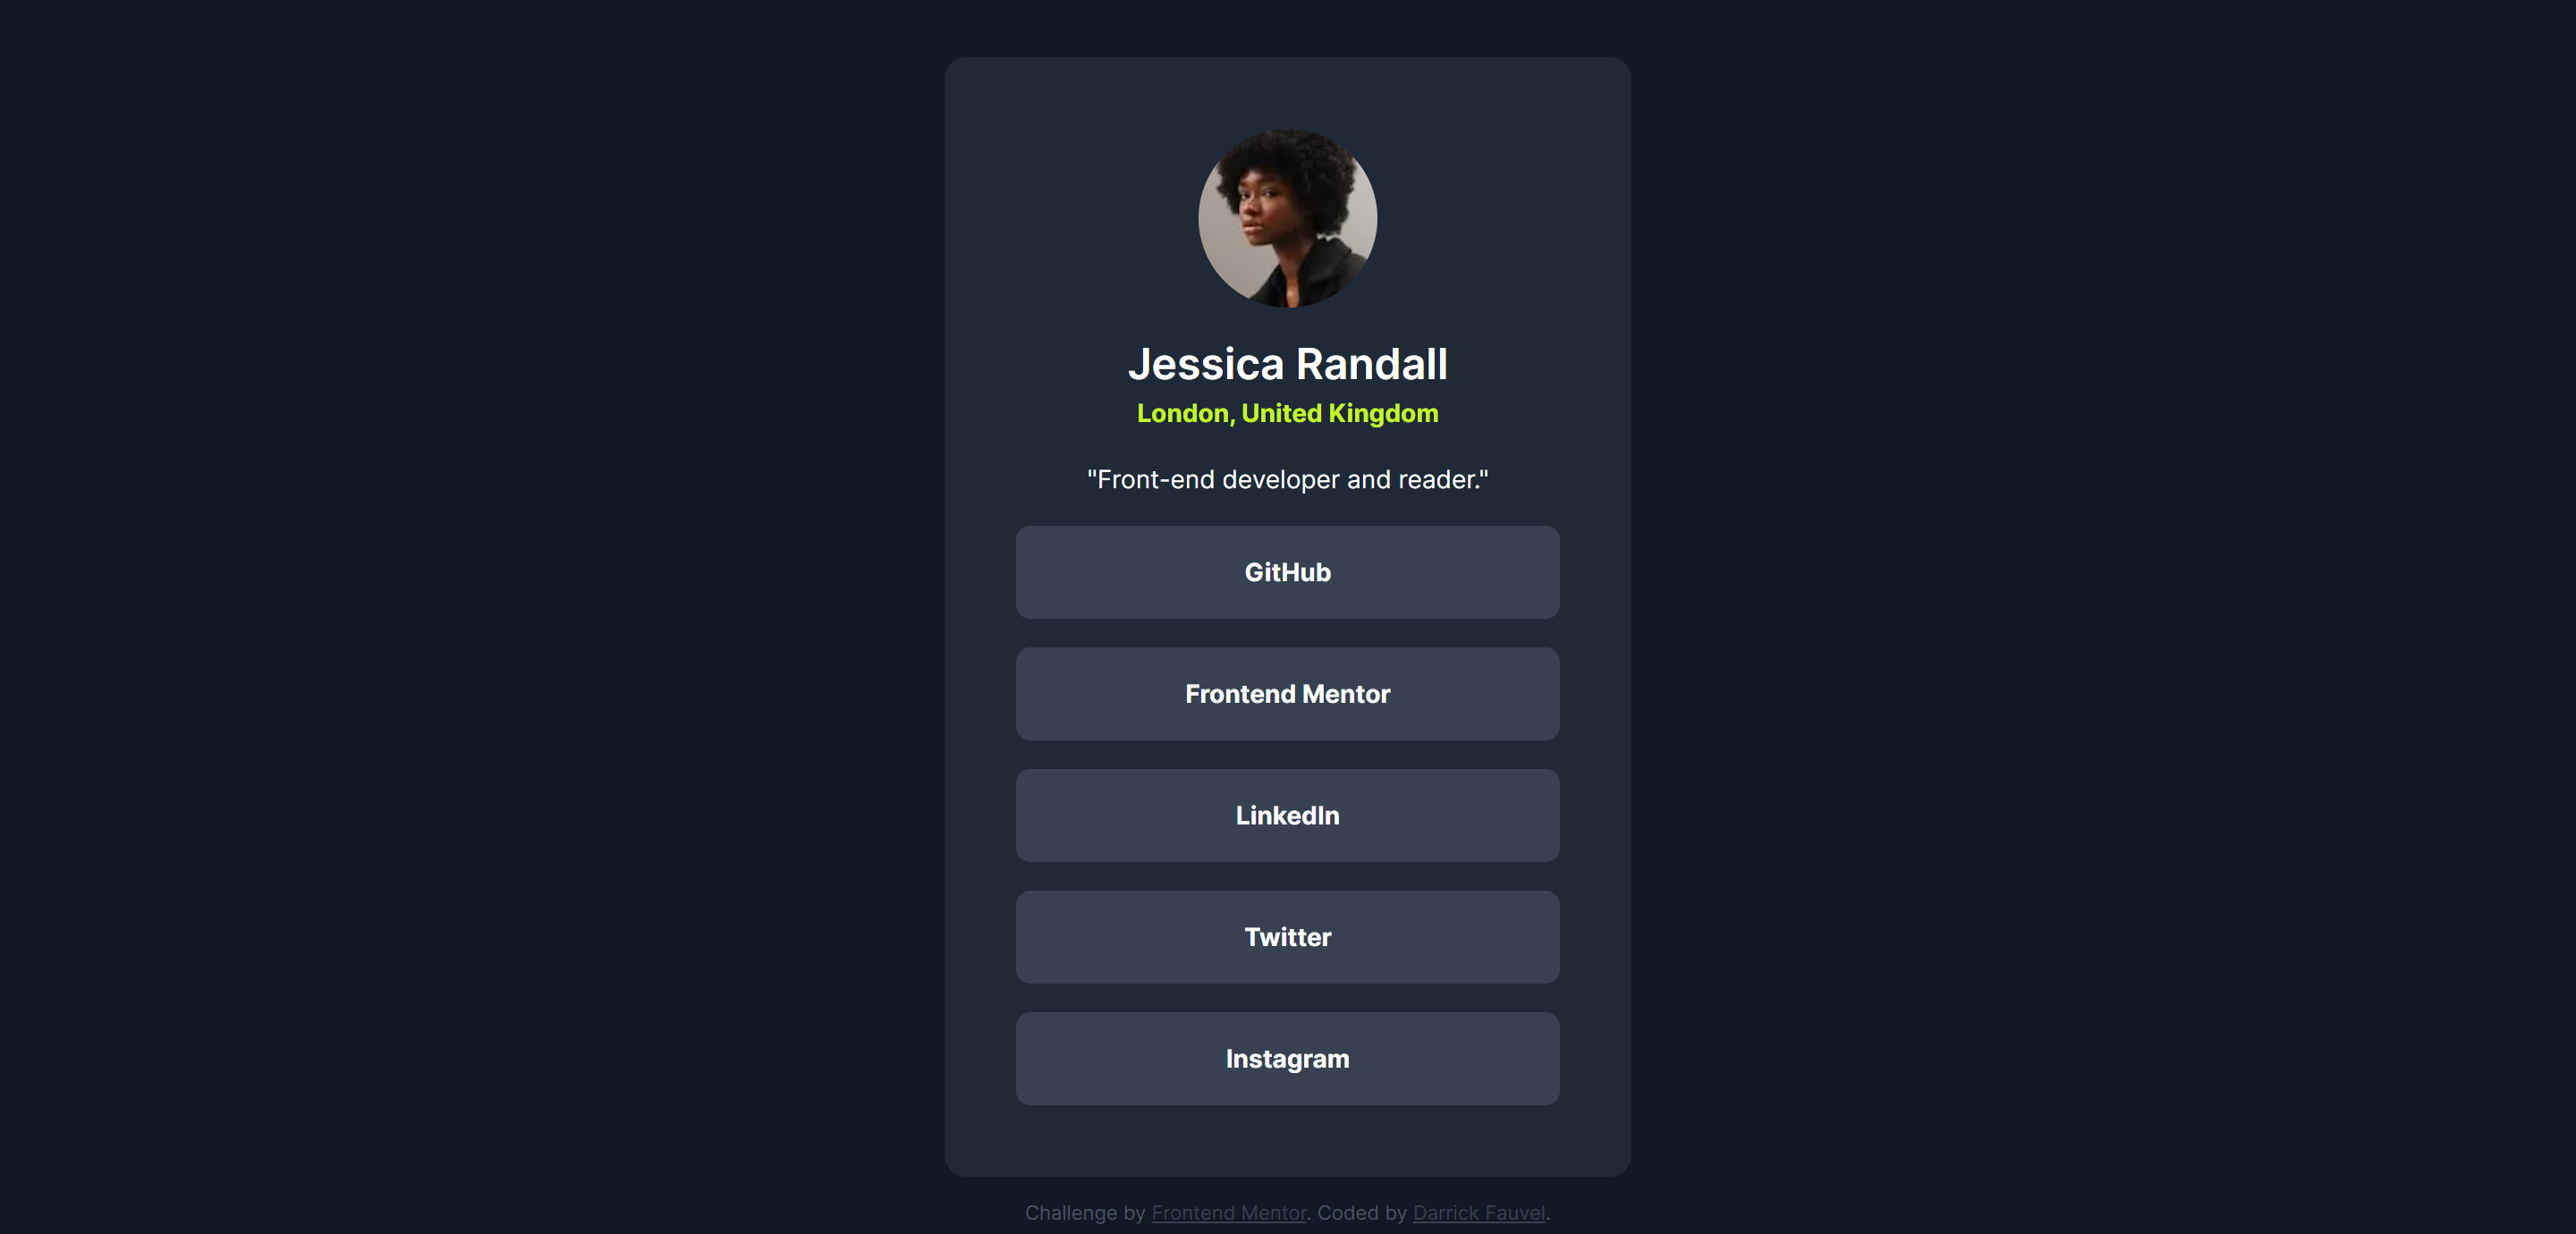 Jessica Randall
London, United Kingdom
"Front-end developer and reader."
GitHub
Frontend Mentor
LinkedIn
Twitter
Instagram
Challenge by Frontend Mentor. Coded by Darrick Fauvel.